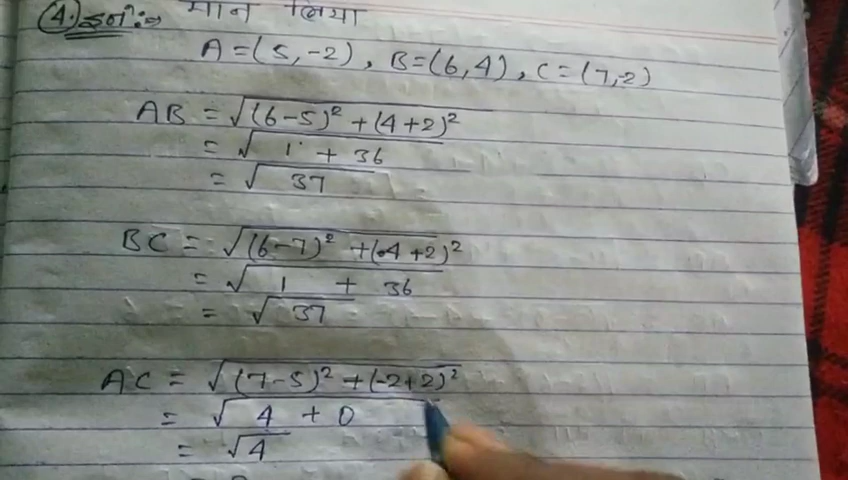 (4.) हल :- मान लिया
A = (5, -2), B = (6, 4), C = (7, -2)
AB = √(6-5)² + (4+2)²
= √1 + 36
= √37
BC = √(6-7)² + (4+2)²
= √1 + 36
= √37
AC = √(7-5)² + (-2+2)²
= √4 + 0
= √4